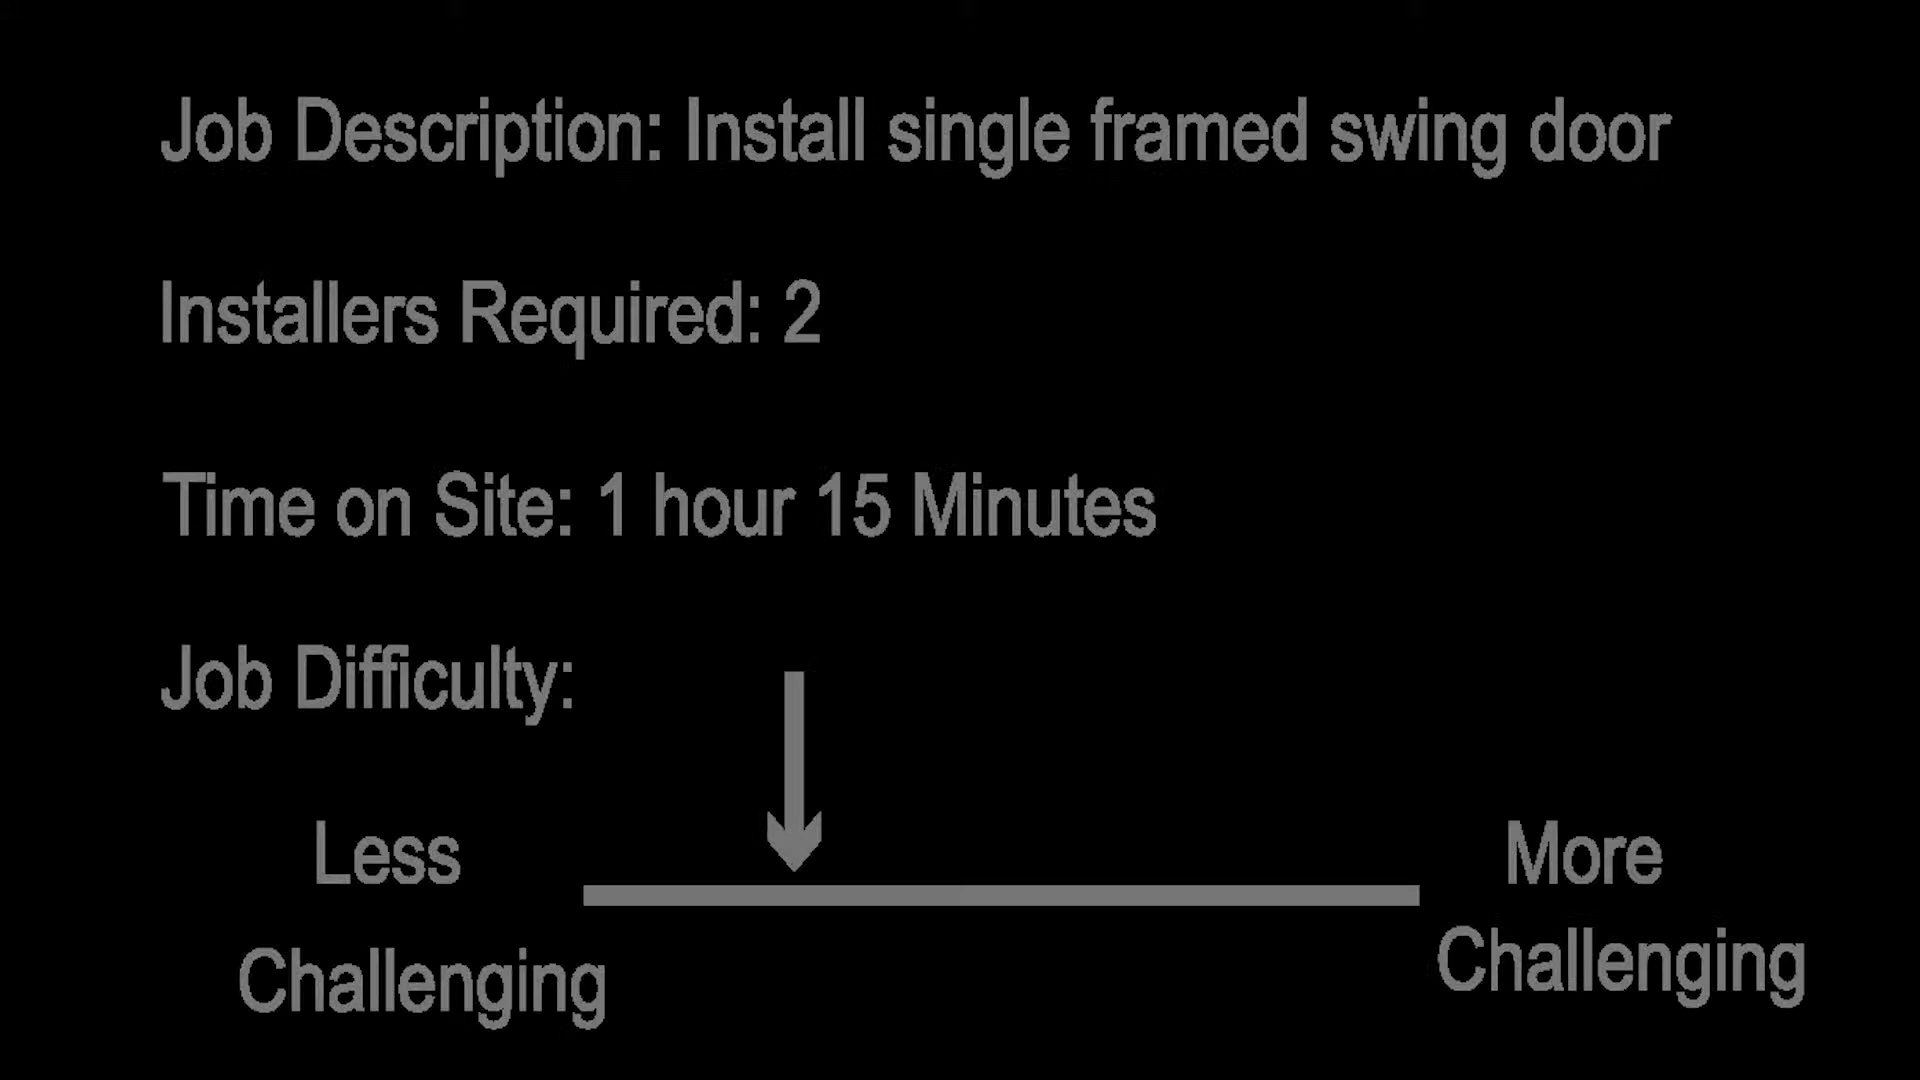 Job Description: Install single framed swing door
Installers Required: 2
Time on Site: 1 hour 15 Minutes
Job Difficulty:
Less
Challenging
More
Challenging